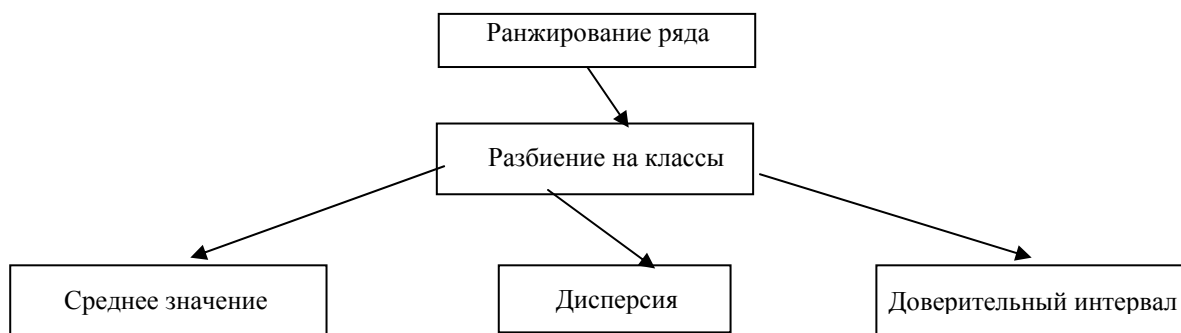 Ранжирование ряда
Разбиение на классы
Среднее значение
Дисперсия
Доверительный интервал